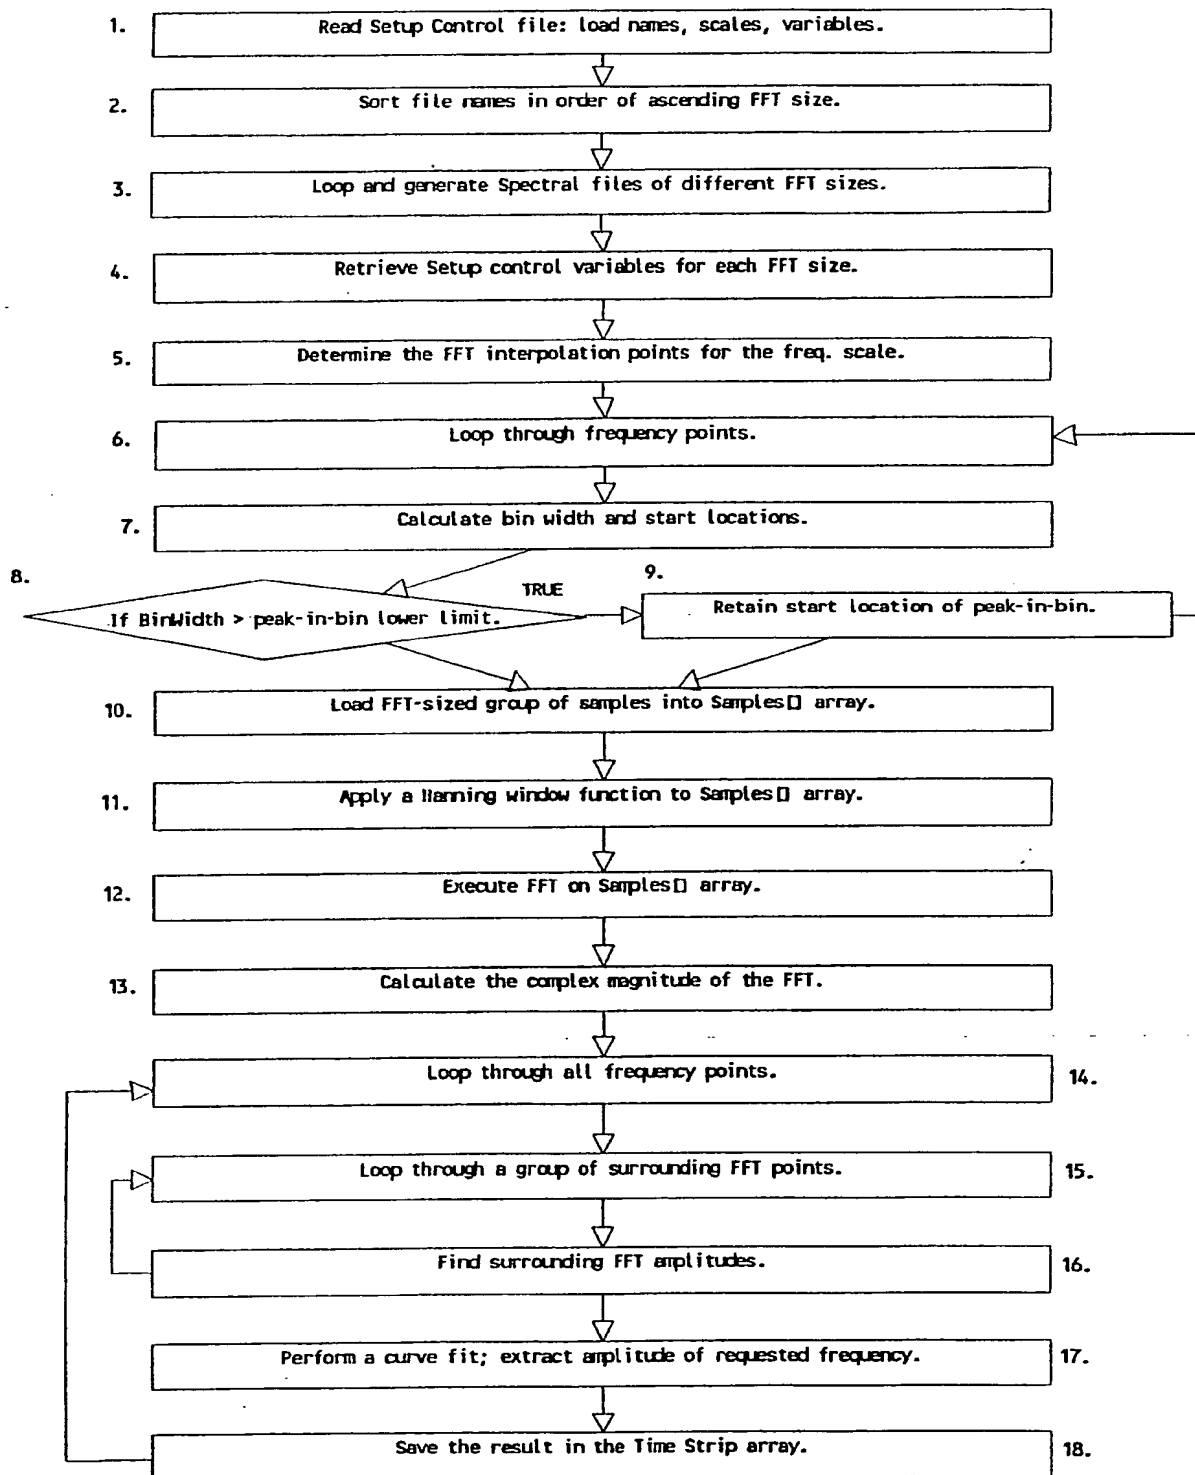 1. Read Setup Control file: load names, scales, variables.
2. Sort file names in order of ascending FFT size.
3. Loop and generate Spectral files of different FFT sizes.
4. Retrieve Setup control variables for each FFT size.
5. Determine the FFT interpolation points for the freq. scale.
6. Loop through frequency points.
7. Calculate bin width and start locations.
8. If BinWidth > peak-in-bin lower limit.
TRUE
9. Retain start location of peak-in-bin.
10. Load FFT-sized group of samples into Samples[] array.
11. Apply a Hanning window function to Samples[] array.
12. Execute FFT on Samples[] array.
13. Calculate the complex magnitude of the FFT.
Loop through all frequency points. 14.
Loop through a group of surrounding FFT points. 15.
Find surrounding FFT amplitudes. 16.
Perform a curve fit; extract amplitude of requested frequency. 17.
Save the result in the Time Strip array. 18.